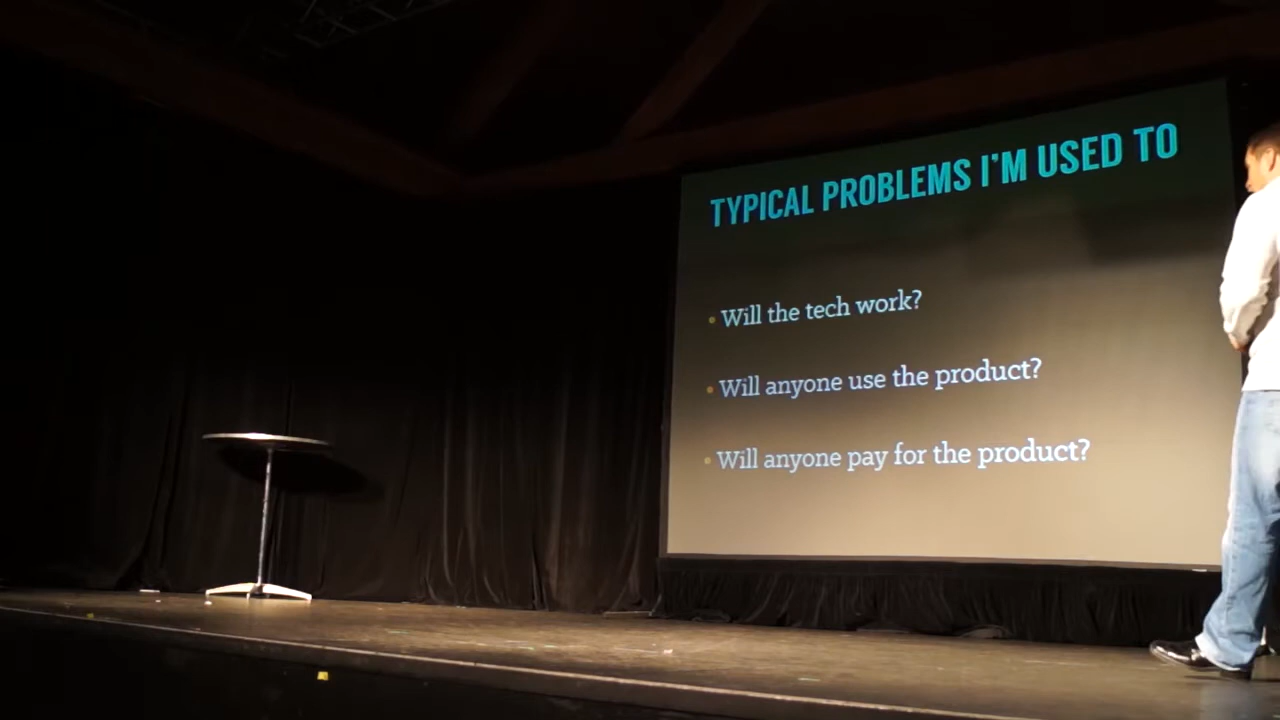 TYPICAL PROBLEMS I'M USED TO
• Will the tech work?
• Will anyone use the product?
• Will anyone pay for the product?